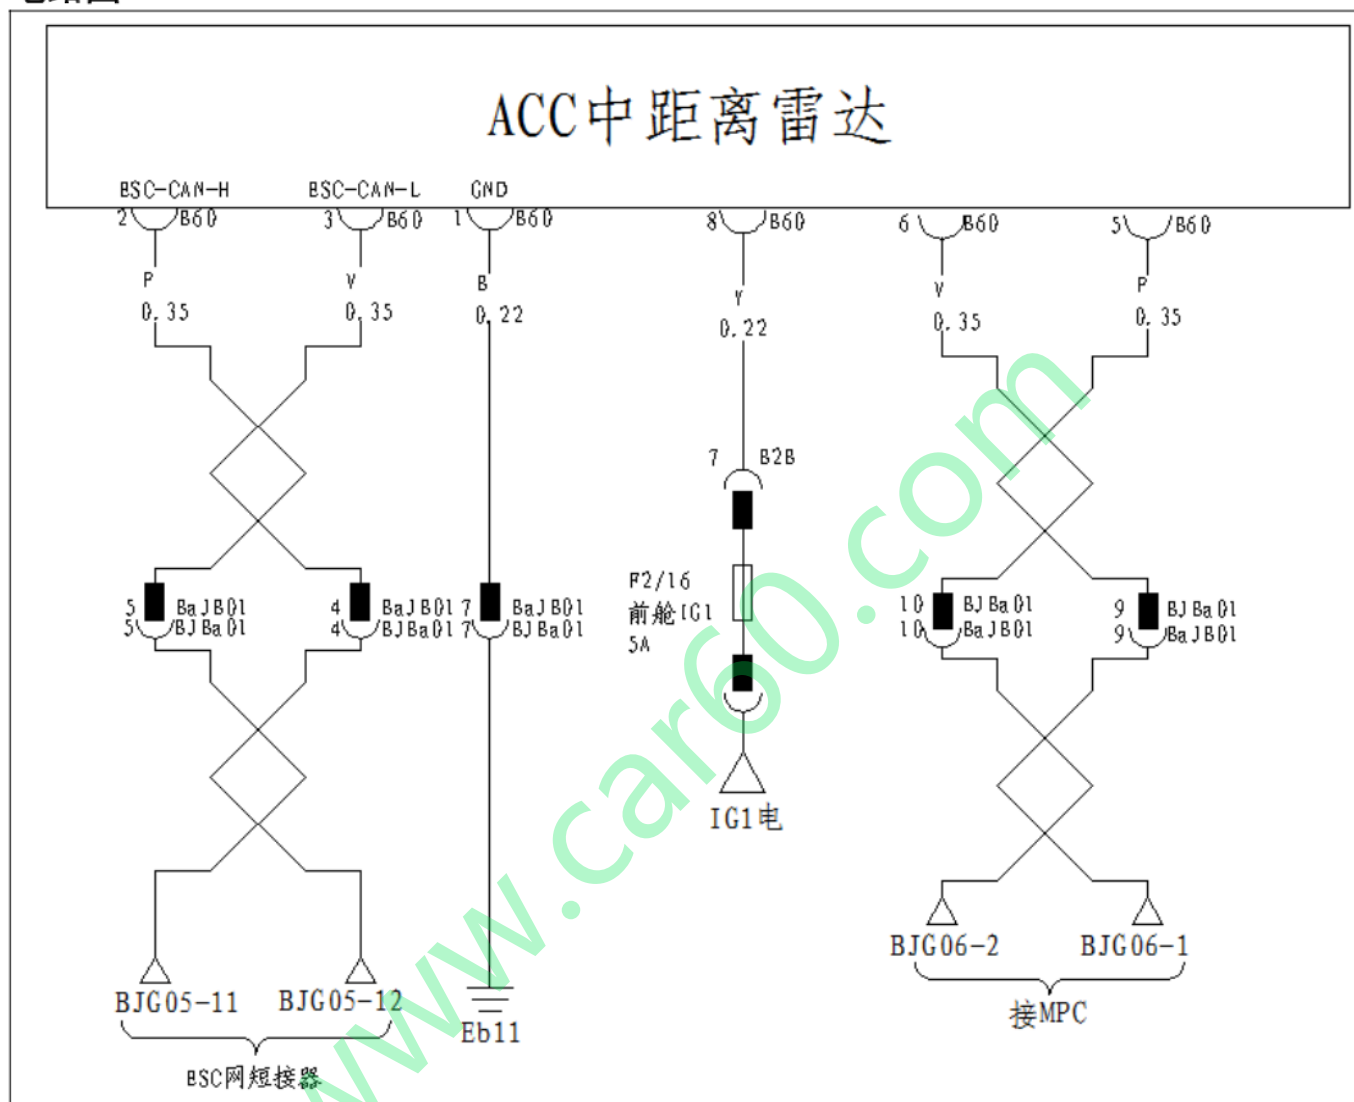 ACC中距离雷达
BSC-CAN-H BSC-CAN-L GND
2 B60 3 B60 1 B60 8 B60 6 B60 5 B60
P V B Y V P
0.35 0.35 0.22 0.22 0.35 0.35
7 B2B
F2/16
前舱IG1
5A
5 BaJB01 4 BaJB01 7 BaJB01 10 BJBa01 9 BJBa01
5 BJBa01 4 BJBa01 7 BJBa01 10 BaJB01 9 BaJB01
IG1电
BJG06-2 BJG06-1
接MPC
BJG05-11 BJG05-12
Eb11
BSC网短接器
www.car60.com